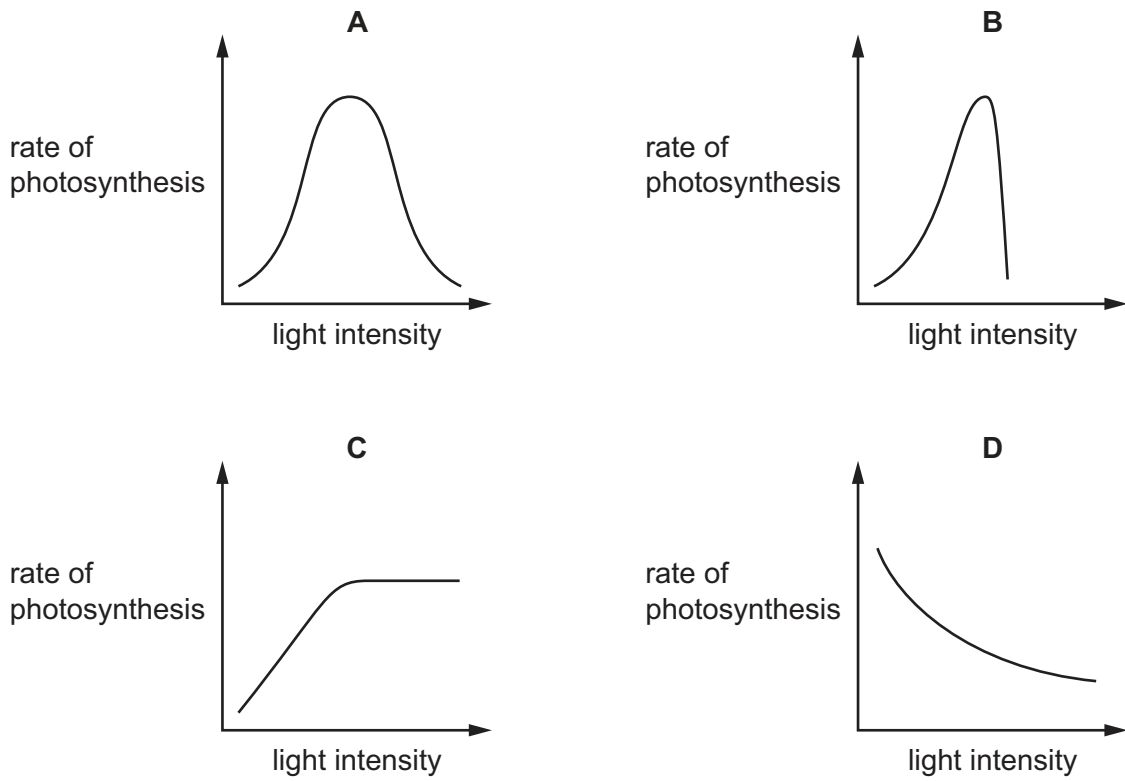 A
rate of
photosynthesis
light intensity
B
rate of
photosynthesis
light intensity
C
rate of
photosynthesis
light intensity
D
rate of
photosynthesis
light intensity